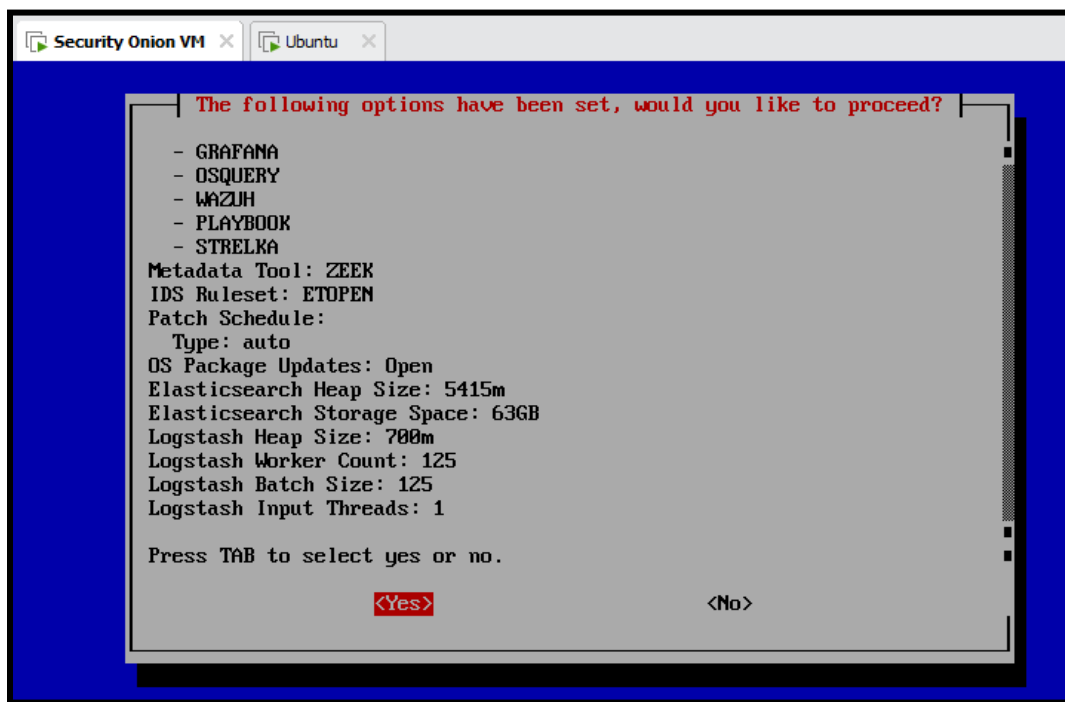 Security Onion VM
Ubuntu
The following options have been set, would you like to proceed?
- GRAFANA
- OSQUERY
- WAZUH
- PLAYBOOK
- STRELKA
Metadata Tool: ZEEK
IDS Ruleset: ETOPEN
Patch Schedule:
Type: auto
OS Package Updates: Open
Elasticsearch Heap Size: 5415m
Elasticsearch Storage Space: 63GB
Logstash Heap Size: 700m
Logstash Worker Count: 125
Logstash Batch Size: 125
Logstash Input Threads: 1
Press TAB to select yes or no.
<Yes> <No>